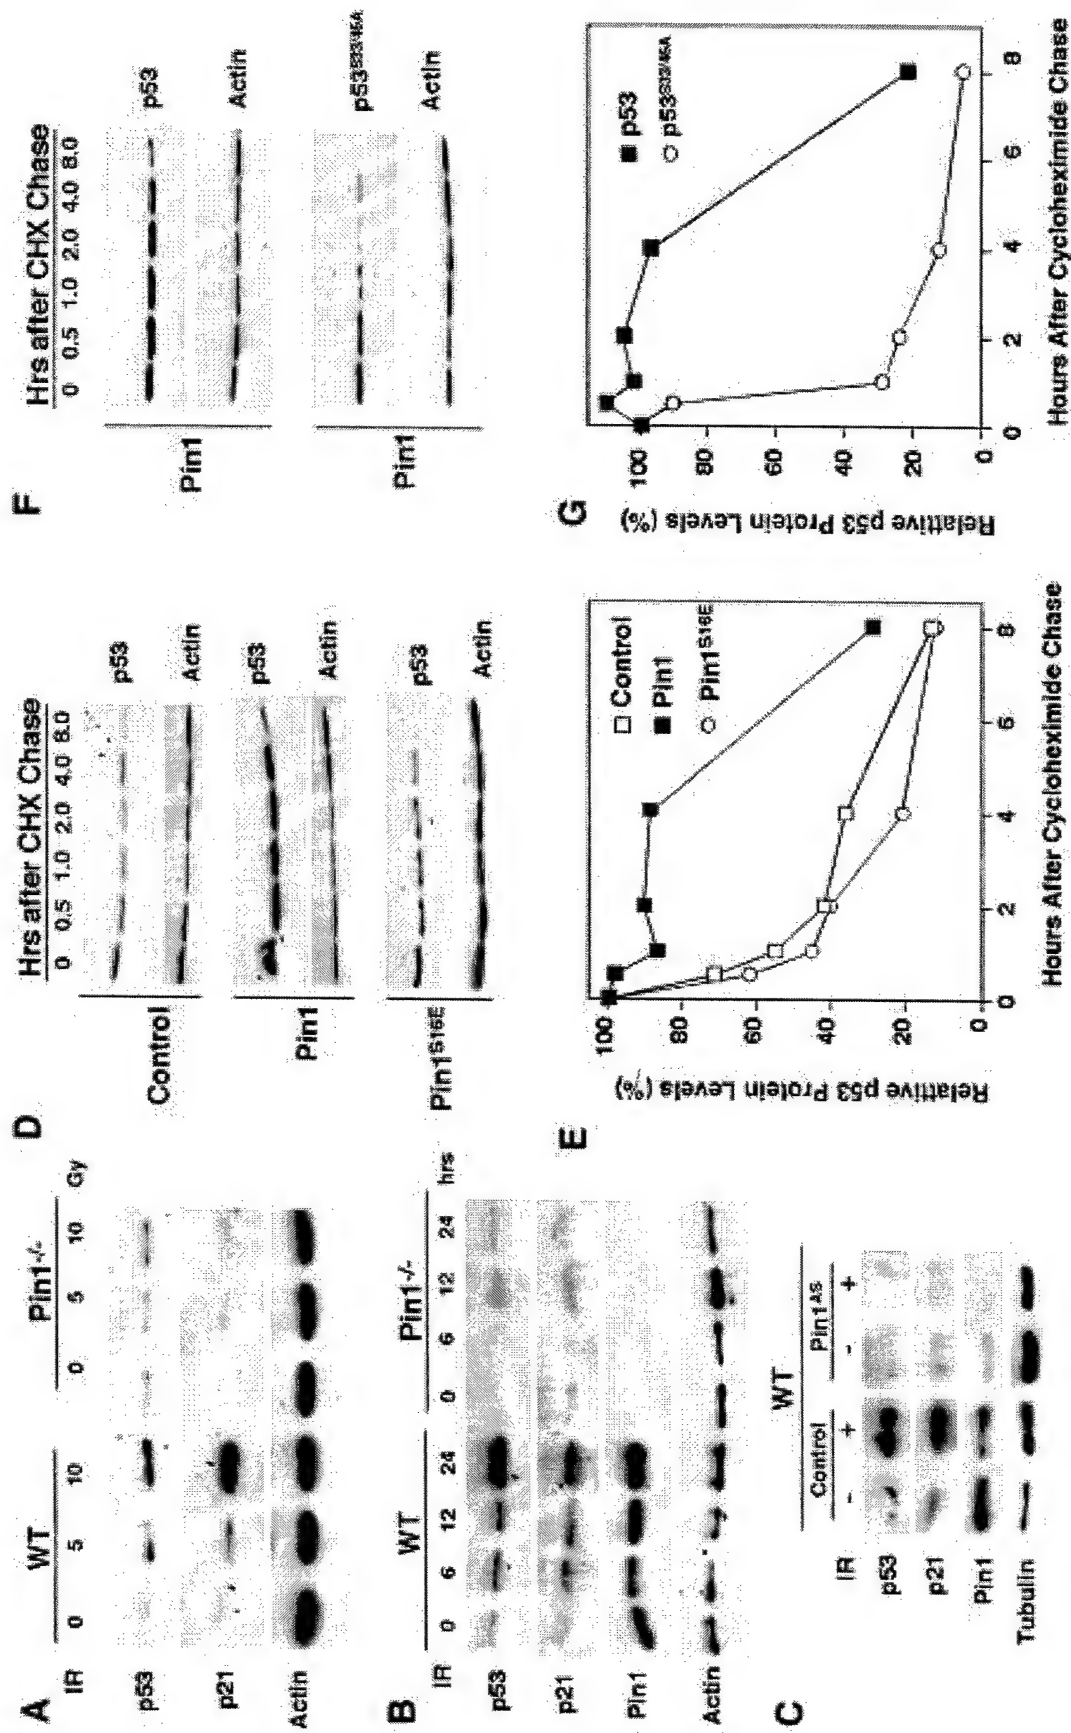 A
WT
Pin1-/-
IR 0 5 10 0 5 10 Gy
p53
p21
Actin
B
WT
Pin1-/-
IR 0 6 12 24 0 6 12 24 hrs
p53
p21
Pin1
Actin
C
WT
Control Pin1AS
IR - + - +
p53
p21
Pin1
Tubulin
D
Hrs after CHX Chase
0 0.5 1.0 2.0 4.0 8.0
Control
p53
Actin
Pin1
p53
Actin
Pin1S16E
p53
Actin
E
Relattive p53 Protein Levels (%)
100
80
60
40
20
0
0 2 4 6 8
Hours After Cycloheximide Chase
Control
Pin1
Pin1S16E
F
Hrs after CHX Chase
0 0.5 1.0 2.0 4.0 8.0
Pin1
p53
Actin
Pin1
p53S33/46A
Actin
G
Relattive p53 Protein Levels (%)
100
80
60
40
20
0
0 2 4 6 8
Hours After Cycloheximide Chase
p53
p53S33/46A